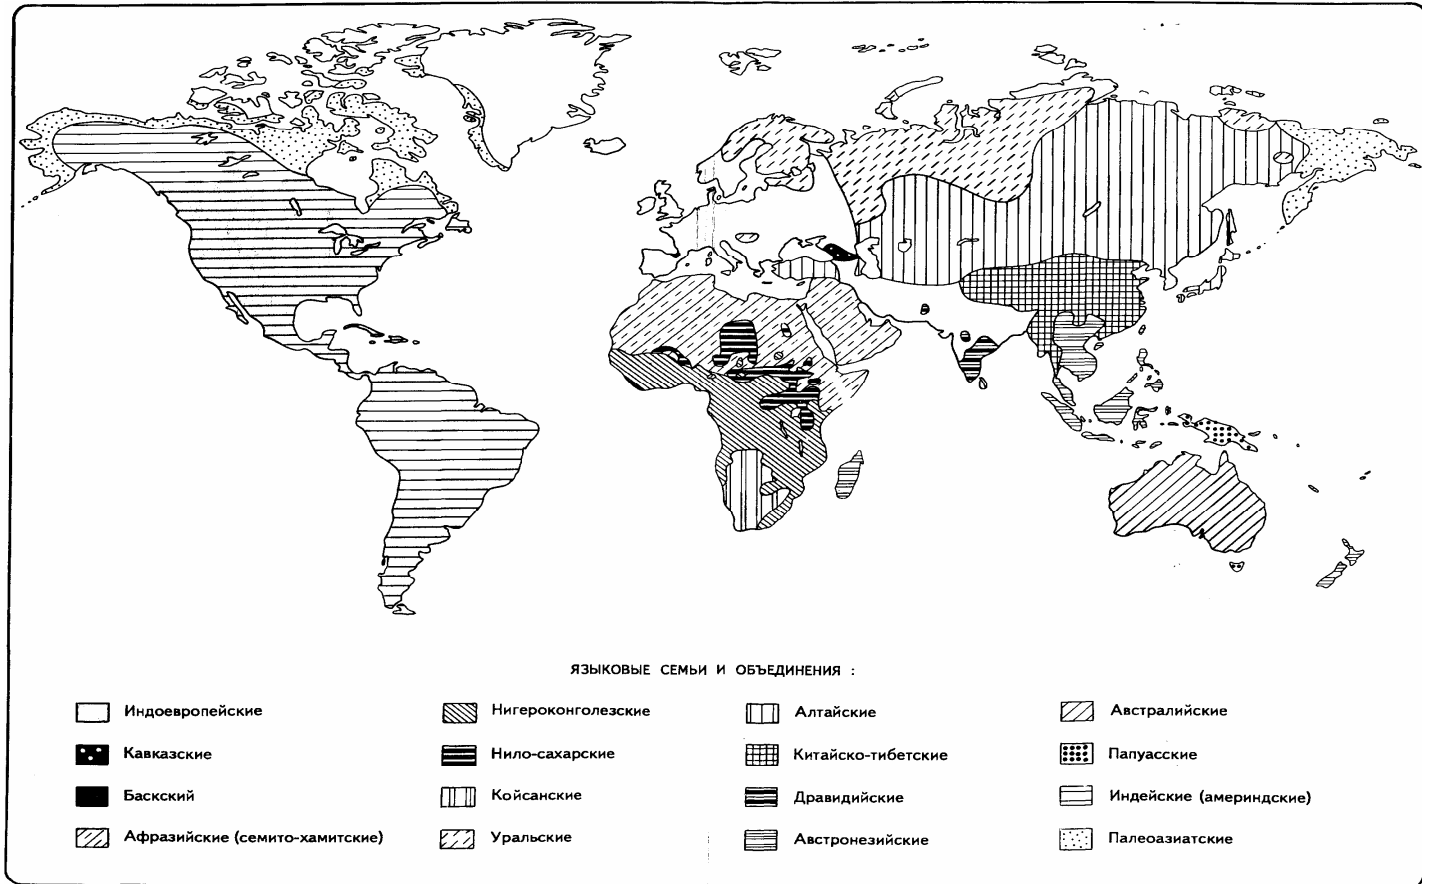 ЯЗЫКОВЫЕ СЕМЬИ И ОБЪЕДИНЕНИЯ :
Индоевропейские
Нигероконголезские
Алтайские
Австралийские
Кавказские
Нило-сахарские
Китайско-тибетские
Папуасские
Баскский
Койсанские
Дравидийские
Индейские (америндские)
Афразийские (семито-хамитские)
Уральские
Австронезийские
Палеоазиатские